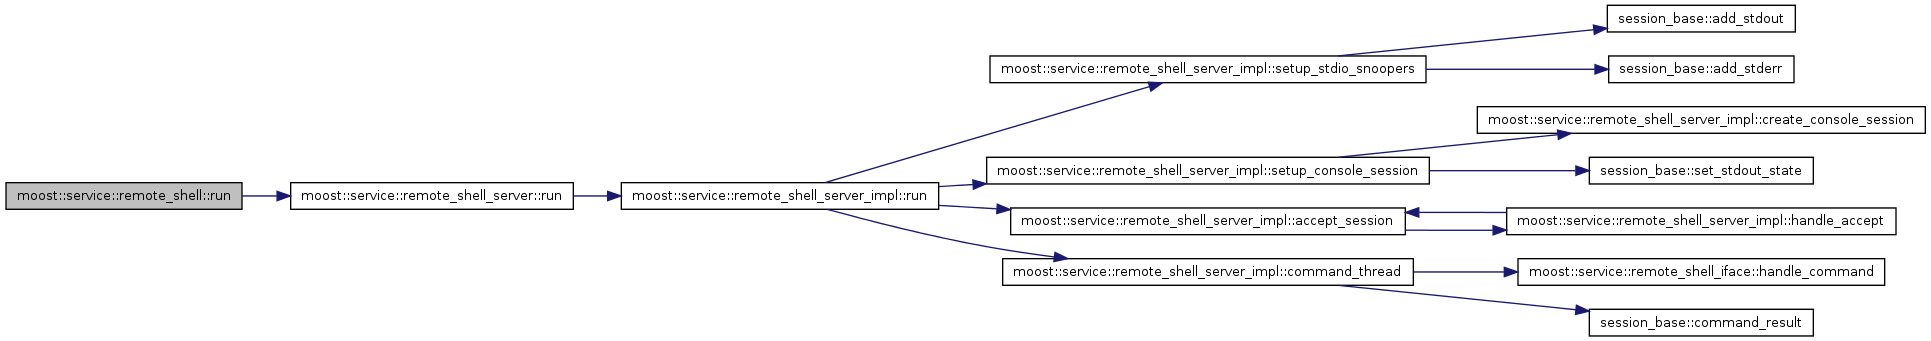 session_base::add_stdout
moost::service::remote_shell_server_impl::setup_stdio_snoopers
session_base::add_stderr
moost::service::remote_shell_server_impl::create_console_session
moost::service::remote_shell_server_impl::setup_console_session
session_base::set_stdout_state
moost::service::remote_shell::run
moost::service::remote_shell_server::run
moost::service::remote_shell_server_impl::run
moost::service::remote_shell_server_impl::accept_session
moost::service::remote_shell_server_impl::handle_accept
moost::service::remote_shell_server_impl::command_thread
moost::service::remote_shell_iface::handle_command
session_base::command_result